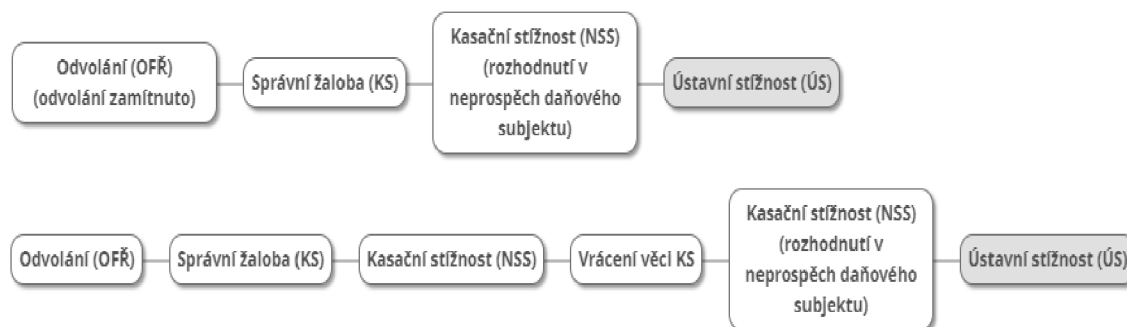 Odvolání (OFŘ)
(odvolání zamítnuto)
Správní žaloba (KS)
Kasační stížnost (NSS)
(rozhodnutí v
neprospěch daňového
subjektu)
Ústavní stížnost (ÚS)
Odvolání (OFŘ)
Správní žaloba (KS)
Kasační stížnost (NSS)
Vrácení věci KS
Kasační stížnost (NSS)
(rozhodnutí v
neprospěch daňového
subjektu)
Ústavní stížnost (ÚS)